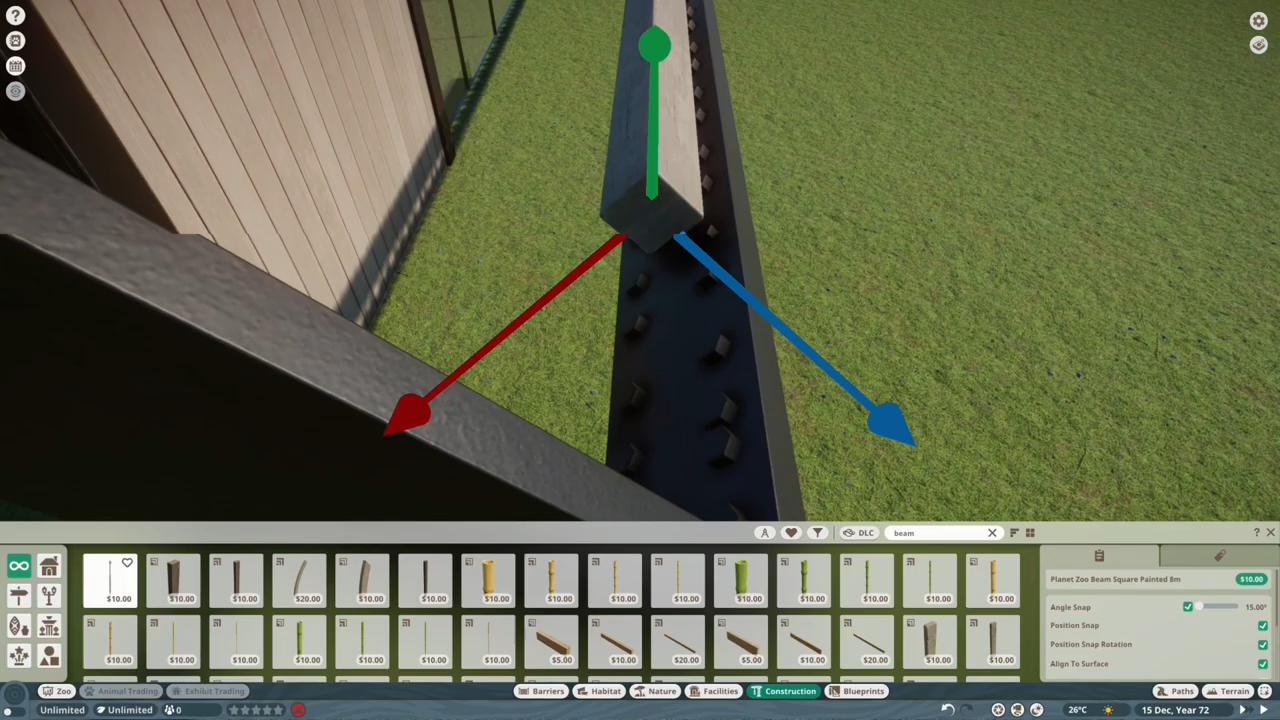 ?
DLC
beam
?
$10.00 $10.00 $10.00 $20.00 $10.00 $10.00 $10.00 $10.00 $10.00 $10.00 $10.00 $10.00 $10.00 $10.00 $10.00
$10.00 $10.00 $10.00 $10.00 $10.00 $10.00 $10.00 $5.00 $10.00 $20.00 $5.00 $10.00 $20.00 $10.00 $10.00
Planet Zoo Beam Square Painted 8m $10.00
Angle Snap 15.00°
Position Snap
Position Snap Rotation
Align To Surface
Zoo Animal Trading Exhibit Trading Barriers Habitat Nature Facilities Construction Blueprints Paths Terrain
Unlimited Unlimited 0 26°C 15 Dec, Year 72